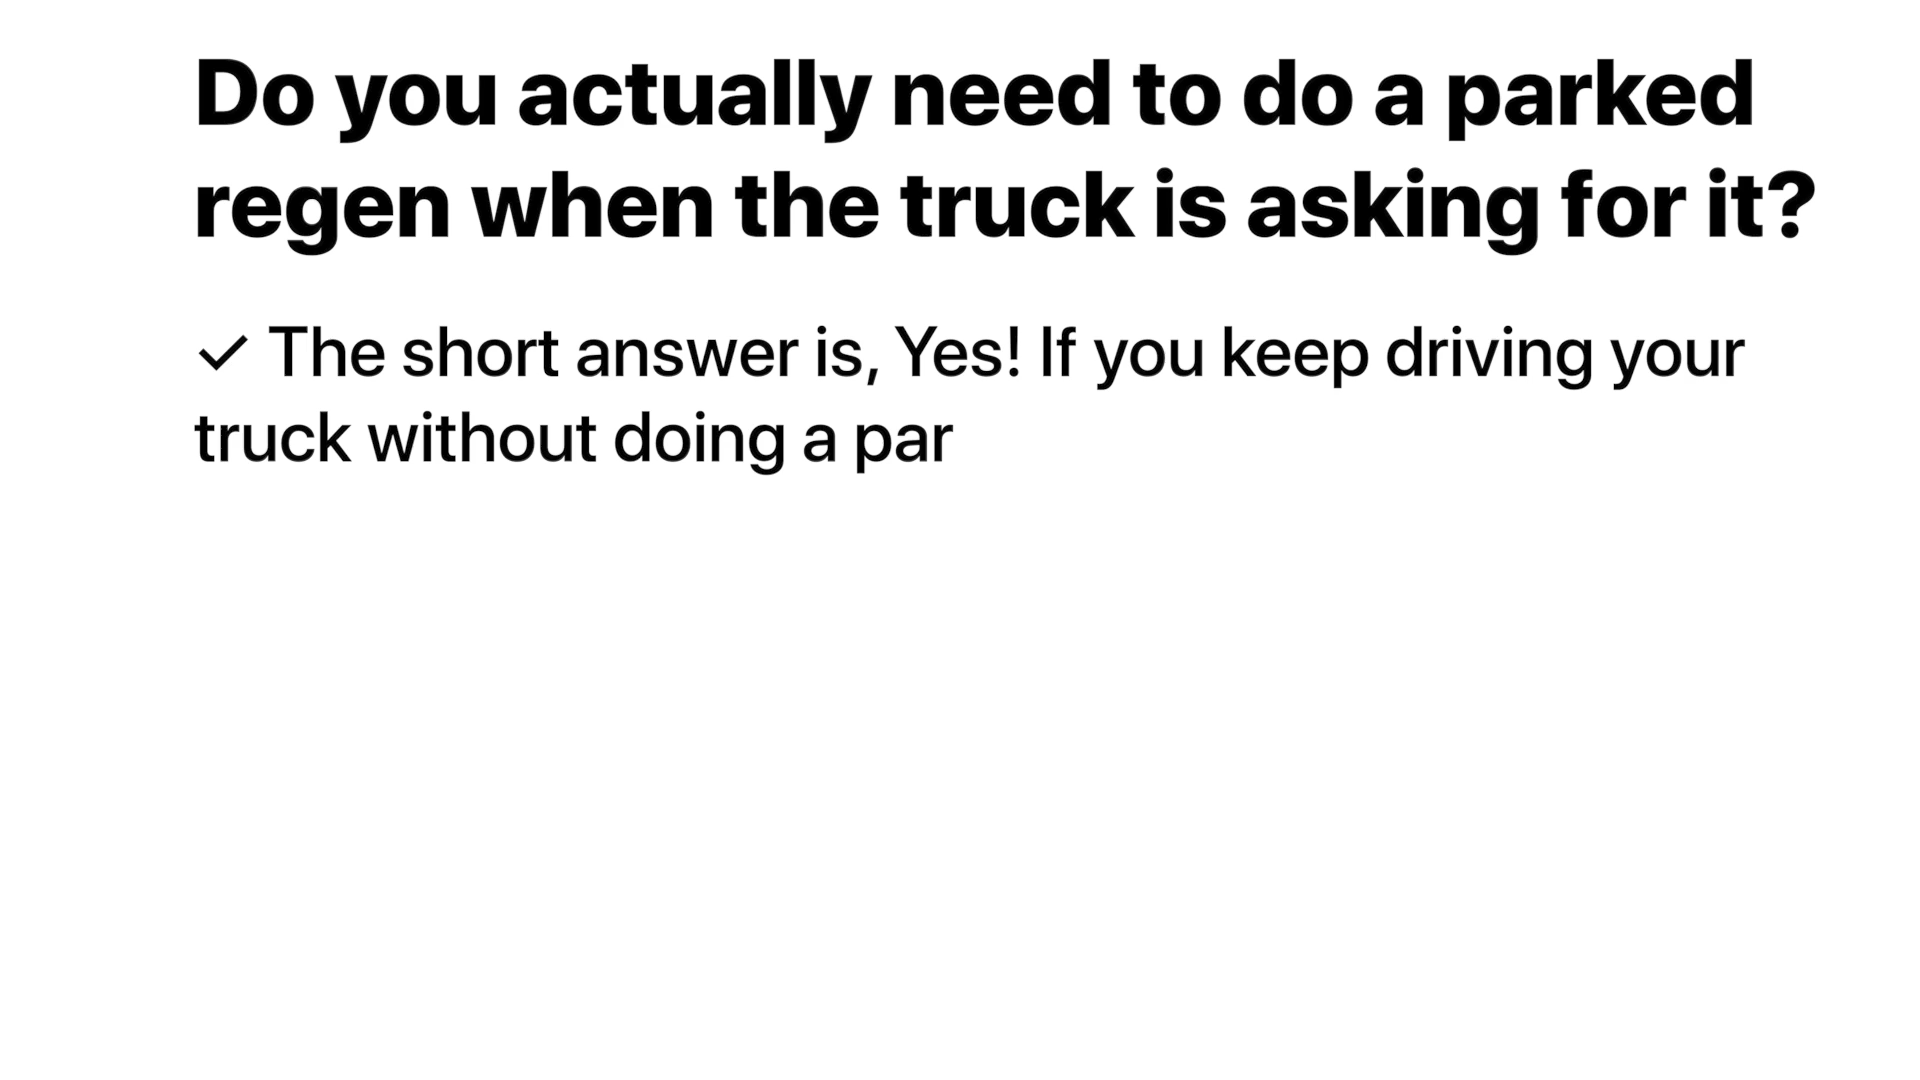 Do you actually need to do a parked
regen when the truck is asking for it?
✓ The short answer is, Yes! If you keep driving your
truck without doing a par